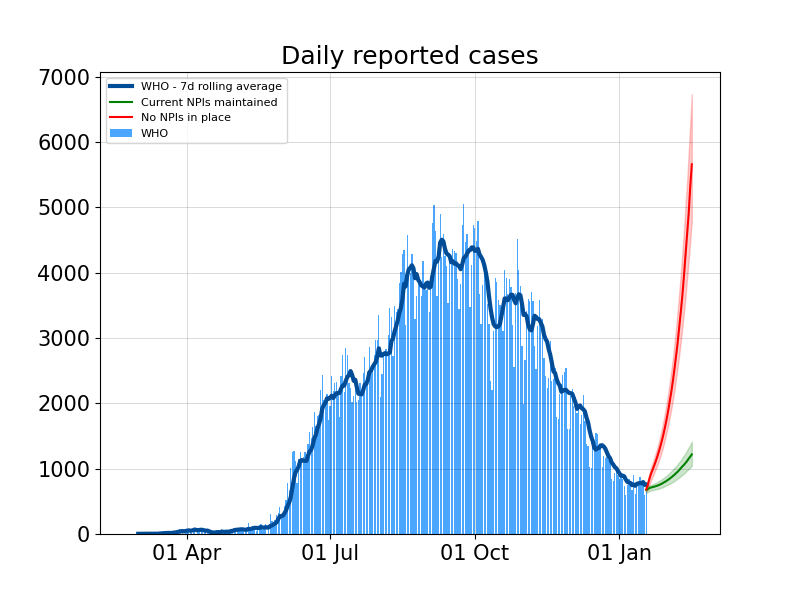 Daily reported cases
7000
6000
5000
4000
3000
2000
1000
0
WHO - 7d rolling average
Current NPIs maintained
No NPIs in place
WHO
01 Apr
01 Jul
01 Oct
01 Jan